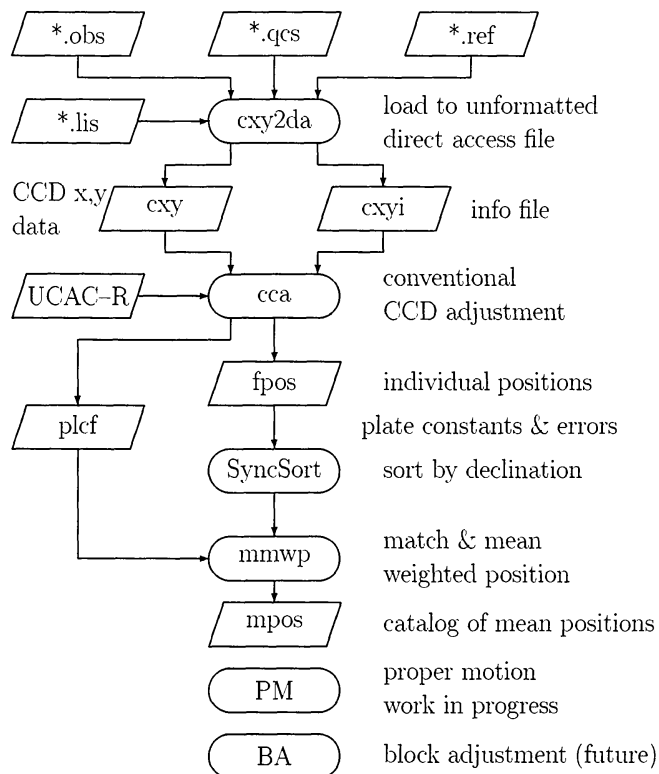 *.obs
*.qcs
*.ref
*.lis
cxy2da
load to unformatted
direct access file
CCD x,y
data
cxy
cxyi
info file
UCAC–R
cca
conventional
CCD adjustment
fpos
individual positions
plcf
plate constants & errors
SyncSort
sort by declination
mmwp
match & mean
weighted position
mpos
catalog of mean positions
PM
proper motion
work in progress
BA
block adjustment (future)